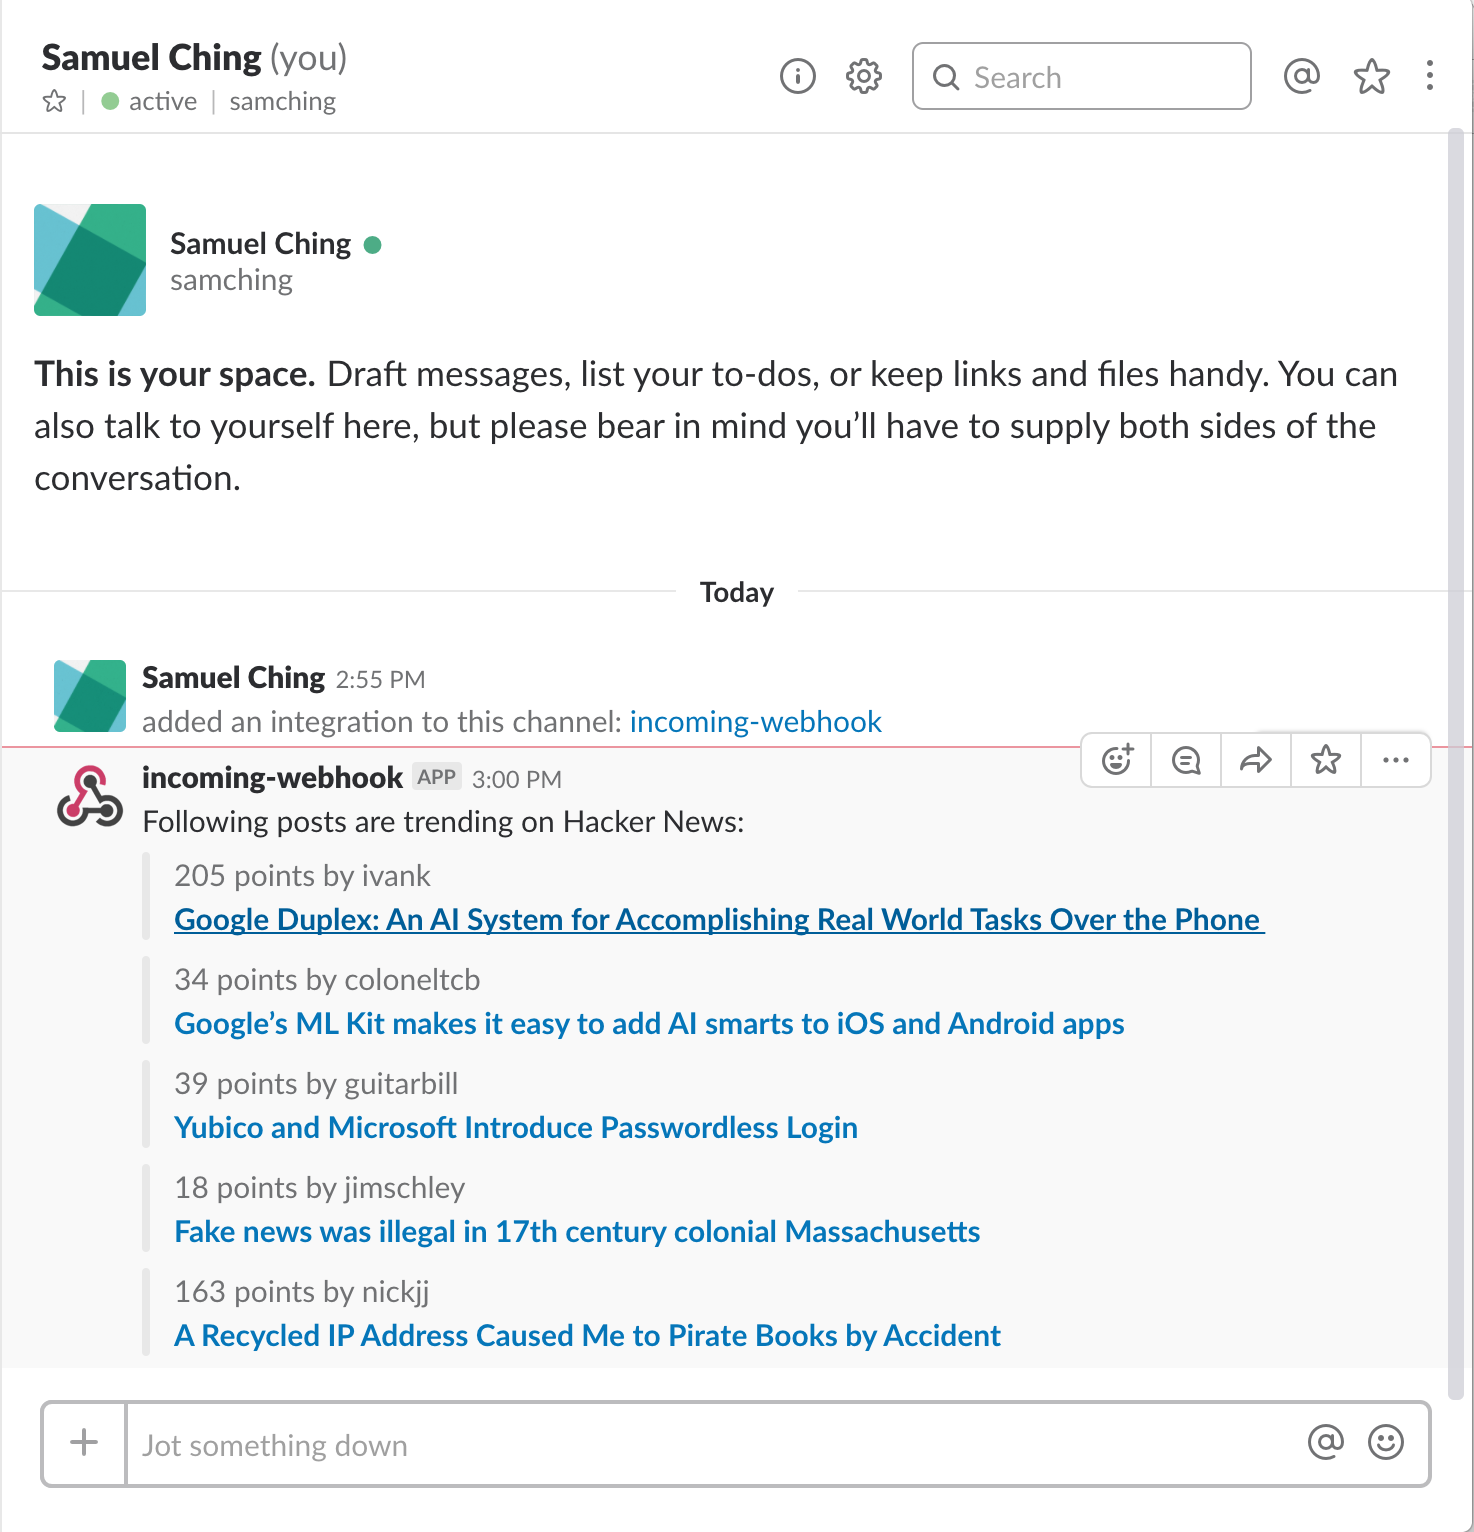 Samuel Ching (you)
active | samching
Search
Samuel Ching
samching
This is your space. Draft messages, list your to-dos, or keep links and files handy. You can
also talk to yourself here, but please bear in mind you’ll have to supply both sides of the
conversation.
Today
Samuel Ching 2:55 PM
added an integration to this channel: incoming-webhook
incoming-webhook APP 3:00 PM
Following posts are trending on Hacker News:
205 points by ivank
Google Duplex: An AI System for Accomplishing Real World Tasks Over the Phone
34 points by coloneltcb
Google’s ML Kit makes it easy to add AI smarts to iOS and Android apps
39 points by guitarbill
Yubico and Microsoft Introduce Passwordless Login
18 points by jimschley
Fake news was illegal in 17th century colonial Massachusetts
163 points by nickjj
A Recycled IP Address Caused Me to Pirate Books by Accident
Jot something down